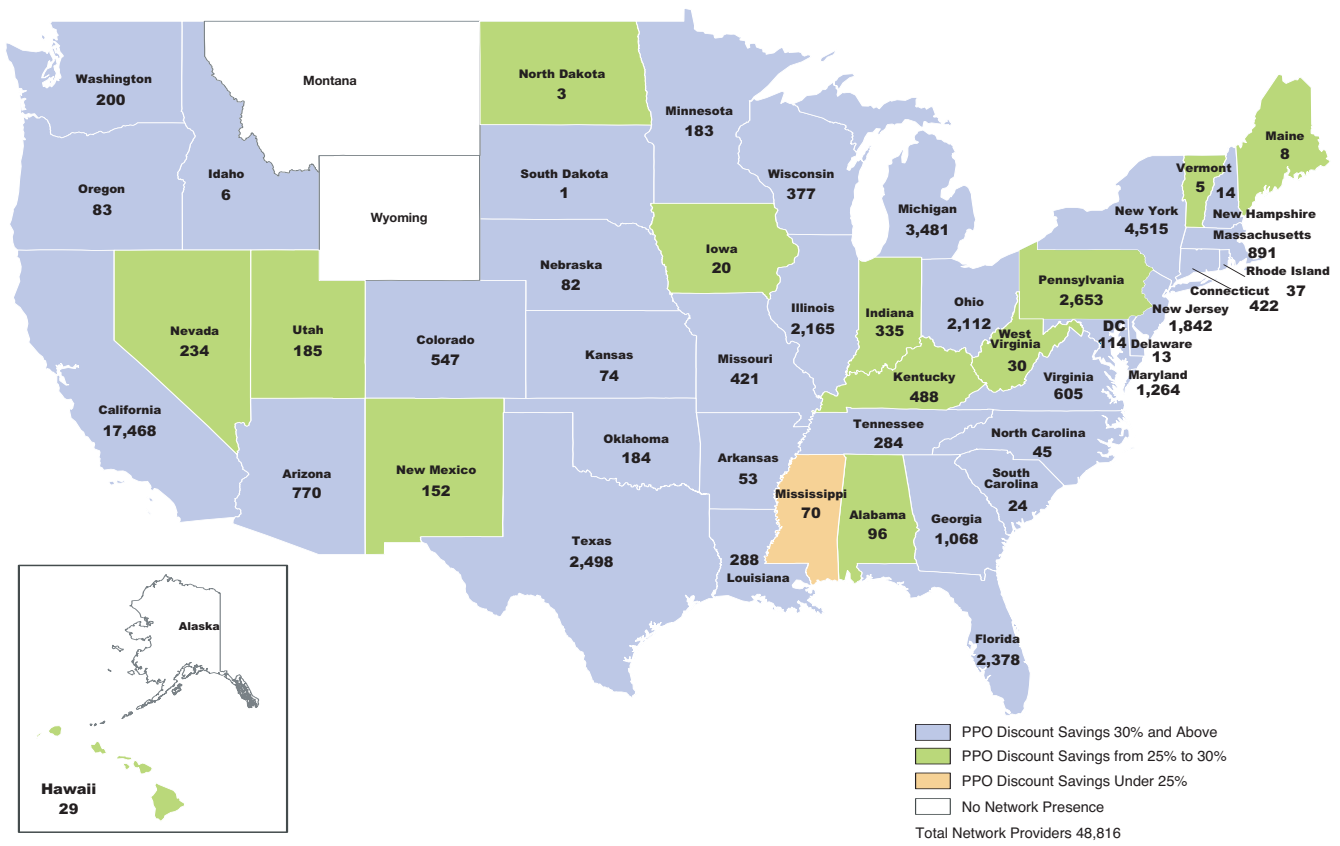 Washington
200
Oregon
83
Idaho
6
Montana
Wyoming
North Dakota
3
South Dakota
1
Nebraska
82
Minnesota
183
Wisconsin
377
Michigan
3,481
Iowa
20
Nevada
234
Utah
185
Colorado
547
Kansas
74
Missouri
421
Illinois
2,165
Indiana
335
Ohio
2,112
Pennsylvania
2,653
New York
4,515
Vermont
5
14
New Hampshire
Maine
8
Massachusetts
891
Rhode Island
37
Connecticut
422
New Jersey
1,842
DC
114
Delaware
13
Maryland
1,264
West
Virginia
30
Virginia
605
Kentucky
488
Tennessee
284
North Carolina
45
South
Carolina
24
California
17,468
Arizona
770
New Mexico
152
Oklahoma
184
Arkansas
53
Texas
2,498
288
Louisiana
Mississippi
70
Alabama
96
Georgia
1,068
Florida
2,378
Alaska
Hawaii
29
PPO Discount Savings 30% and Above
PPO Discount Savings from 25% to 30%
PPO Discount Savings Under 25%
No Network Presence
Total Network Providers 48,816